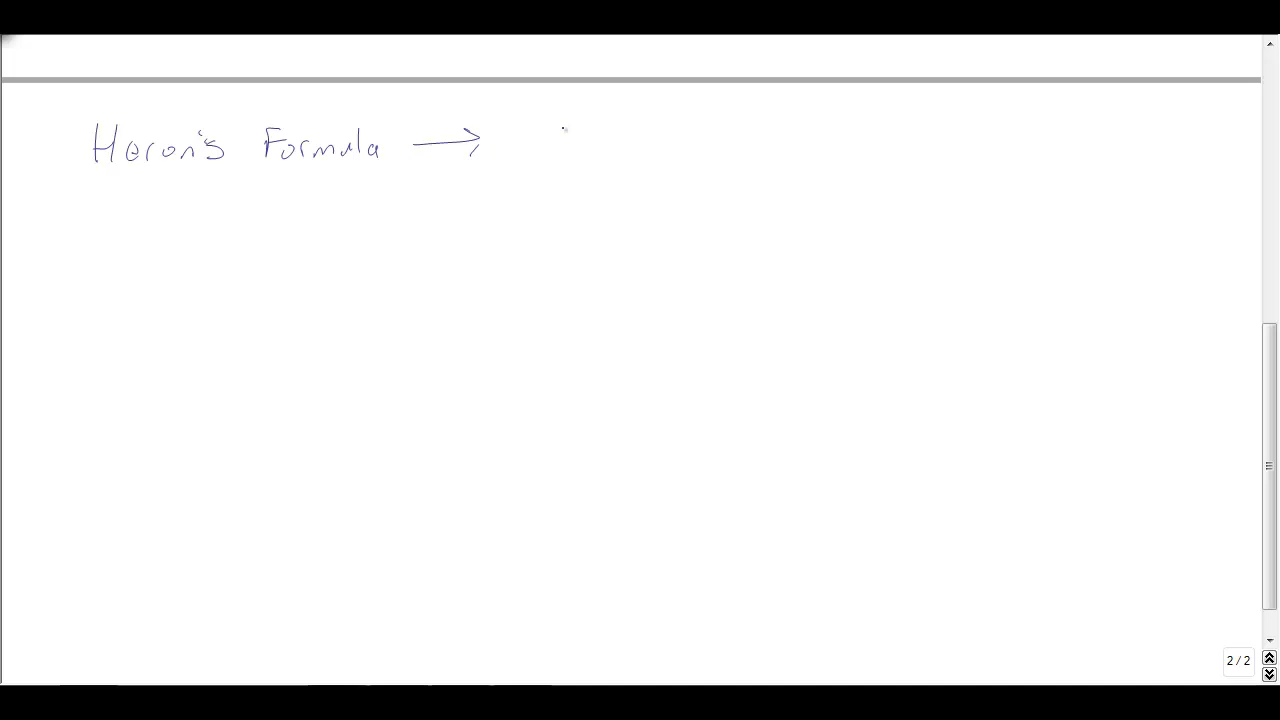 Heron's Formula →
2 / 2